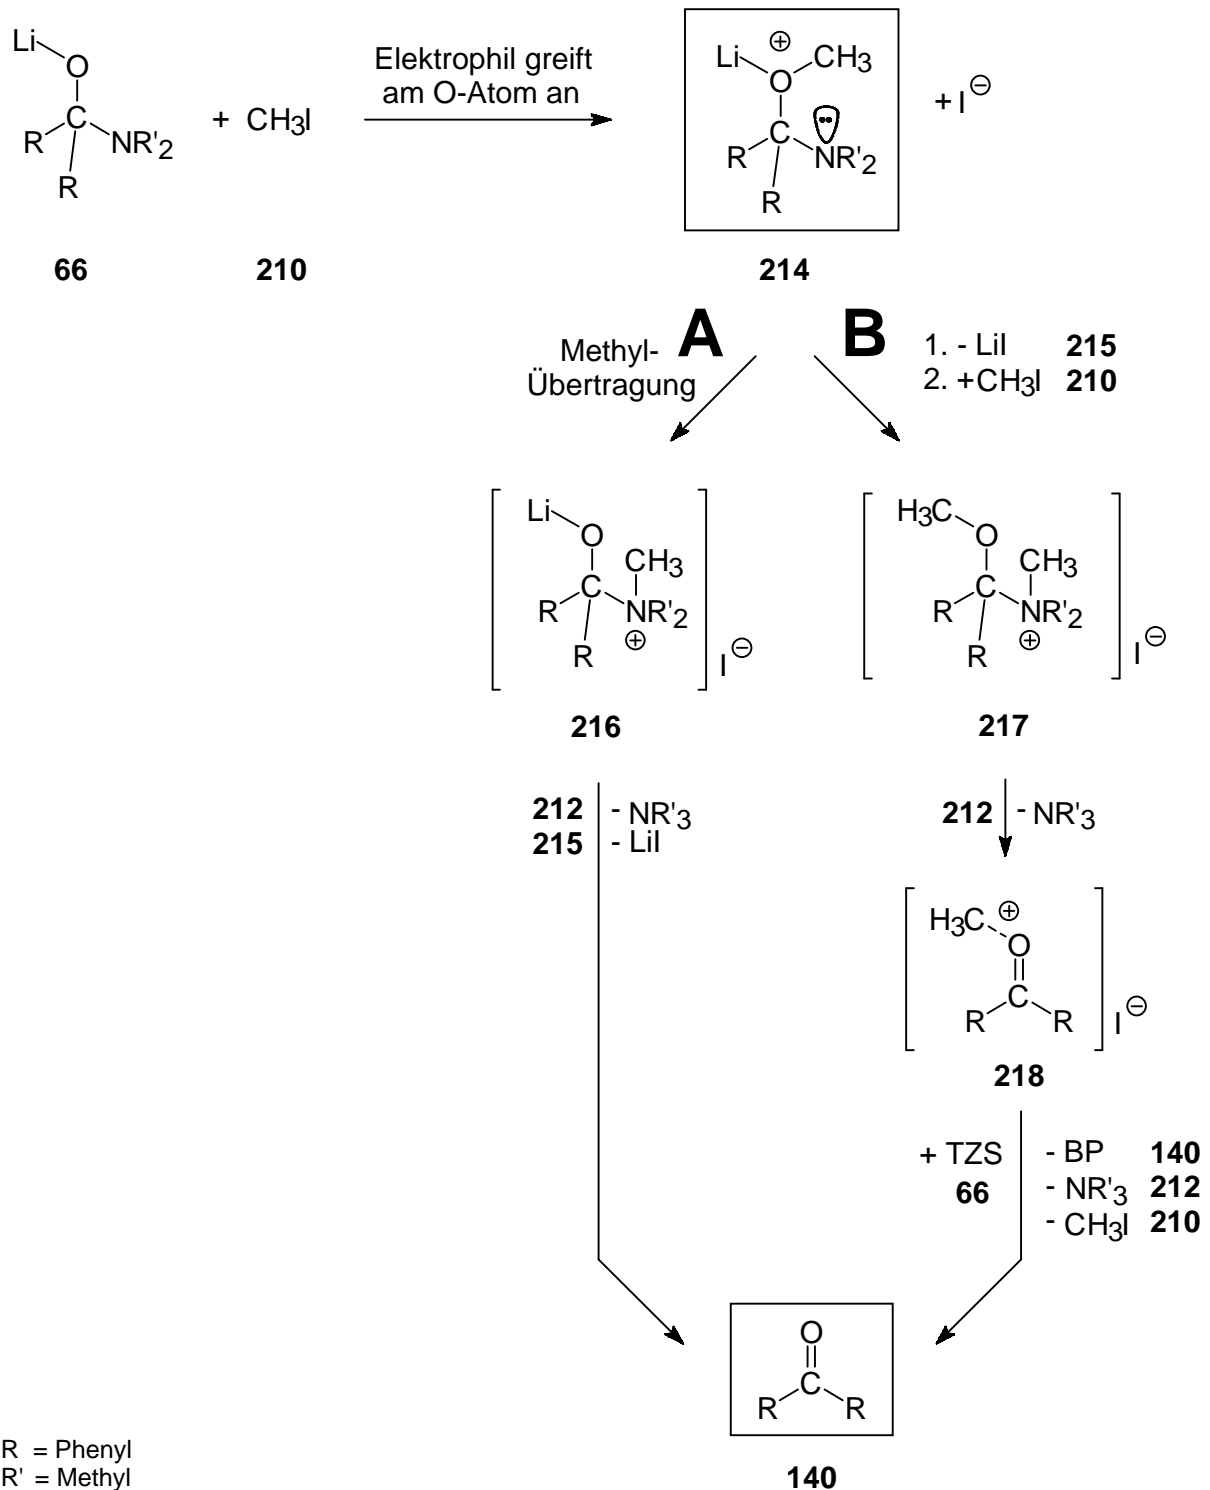 Li
O
C
R
NR'2
R
+ CH3I
Elektrophil greift
am O-Atom an
Li
⊕
CH3
O
C
R
NR'2
R
+ I ⊖
66
210
214
Methyl-
Übertragung
A
B
1. - LiI 215
2. +CH3I 210
Li
O
CH3
C
R
NR'2
⊕
R
I ⊖
H3C
O
CH3
C
R
NR'2
⊕
R
I ⊖
216
217
212 - NR'3
215 - LiI
212 - NR'3
H3C
⊕
O
C
R
R
I ⊖
218
+ TZS
66
- BP 140
- NR'3 212
- CH3I 210
O
C
R
R
140
R = Phenyl
R' = Methyl